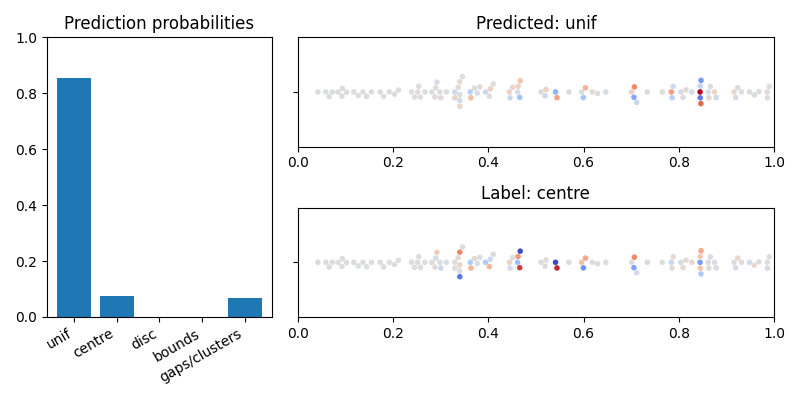 Prediction probabilities
1.0
0.8
0.6
0.4
0.2
0.0
unif
centre
disc
bounds
gaps/clusters
Predicted: unif
0.0 0.2 0.4 0.6 0.8 1.0
Label: centre
0.0 0.2 0.4 0.6 0.8 1.0